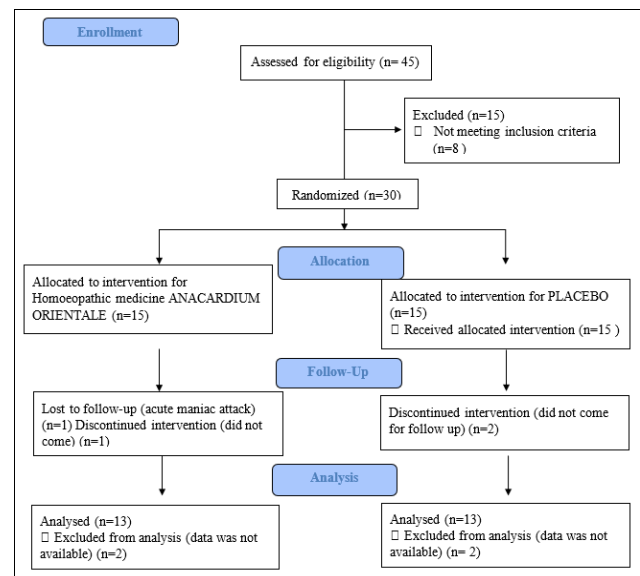 Enrollment
Assessed for eligibility (n= 45)
Excluded (n=15)
☐ Not meeting inclusion criteria
(n=8 )
Randomized (n=30)
Allocation
Allocated to intervention for
Homoeopathic medicine ANACARDIUM
ORIENTALE (n=15)
Allocated to intervention for PLACEBO
(n=15)
☐ Received allocated intervention (n=15 )
Follow-Up
Lost to follow-up (acute maniac attack)
(n=1) Discontinued intervention (did not
come) (n=1)
Discontinued intervention (did not come
for follow up) (n=2)
Analysis
Analysed (n=13)
☐ Excluded from analysis (data was not
available) (n=2)
Analysed (n=13)
☐ Excluded from analysis (data was not
available) (n= 2)